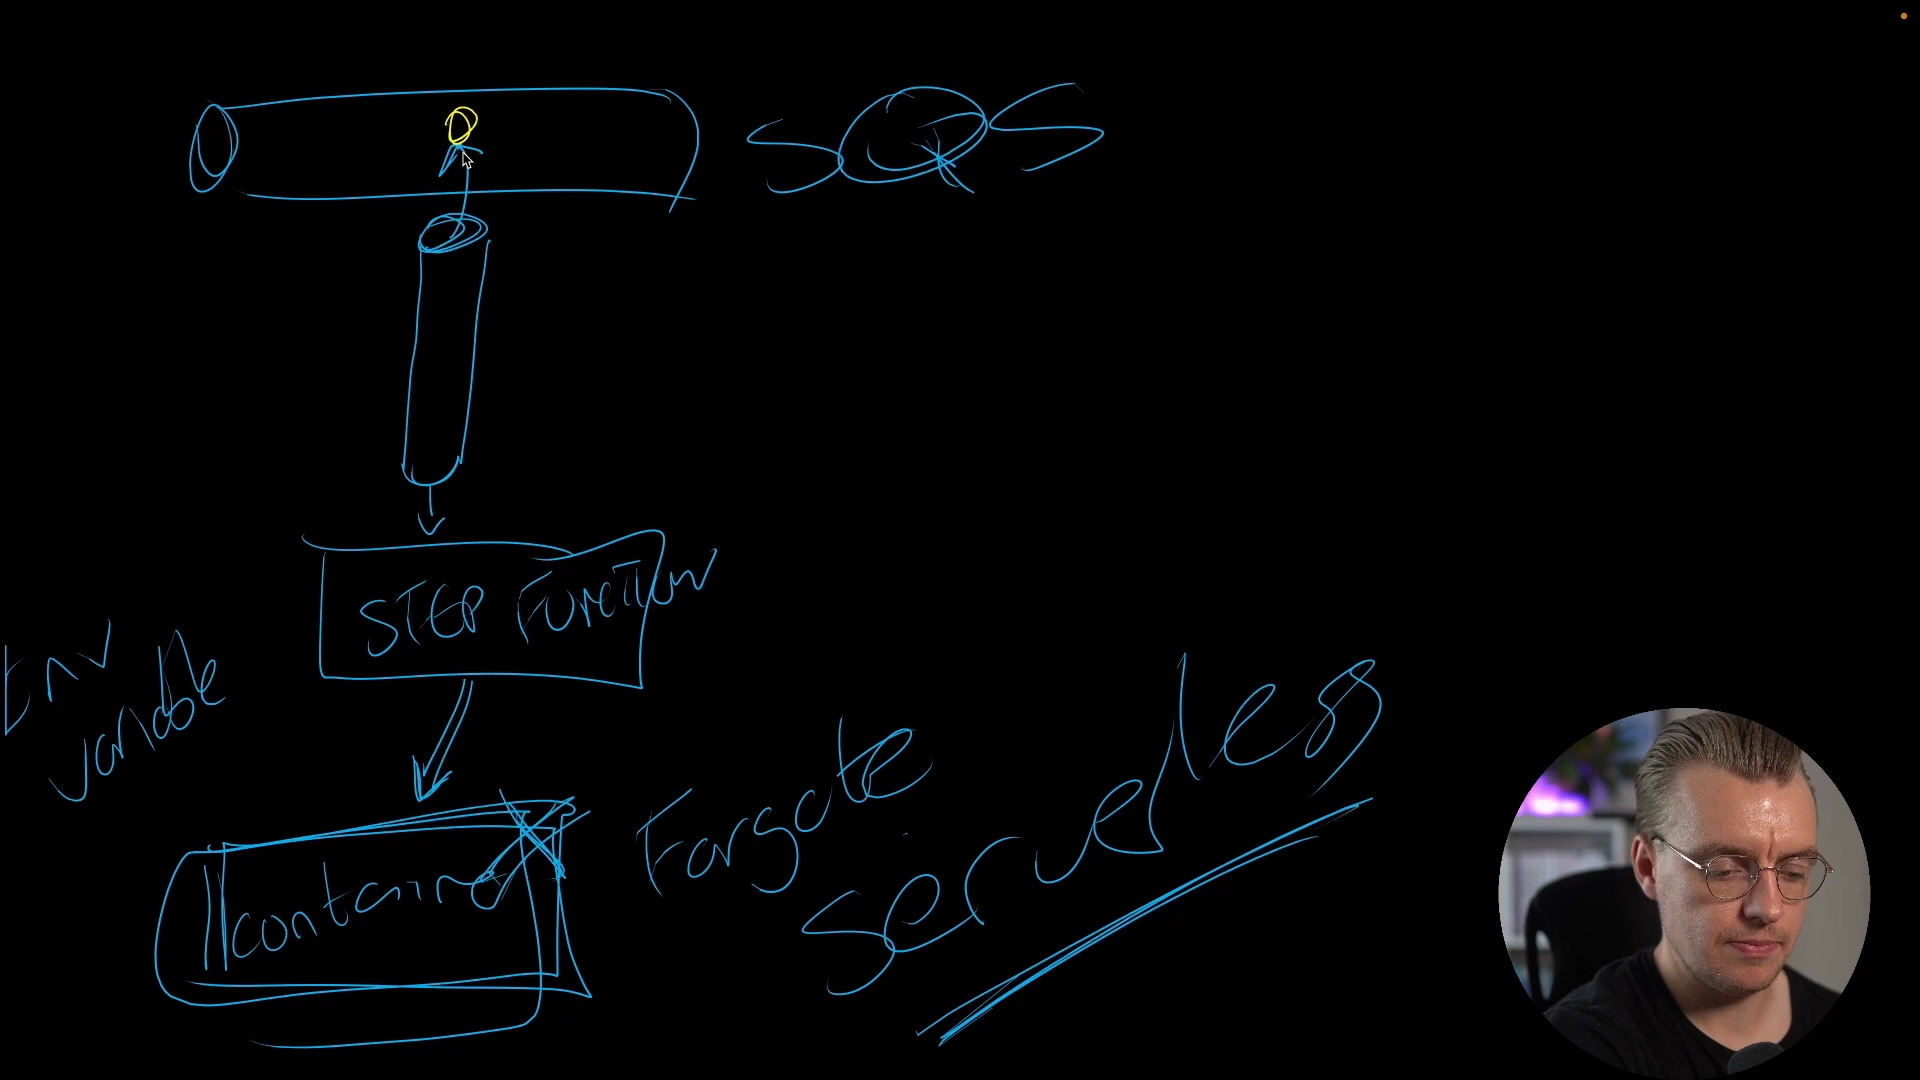 SQS
STEP FUNCTION
Env
variable
container
Fargate
serverless